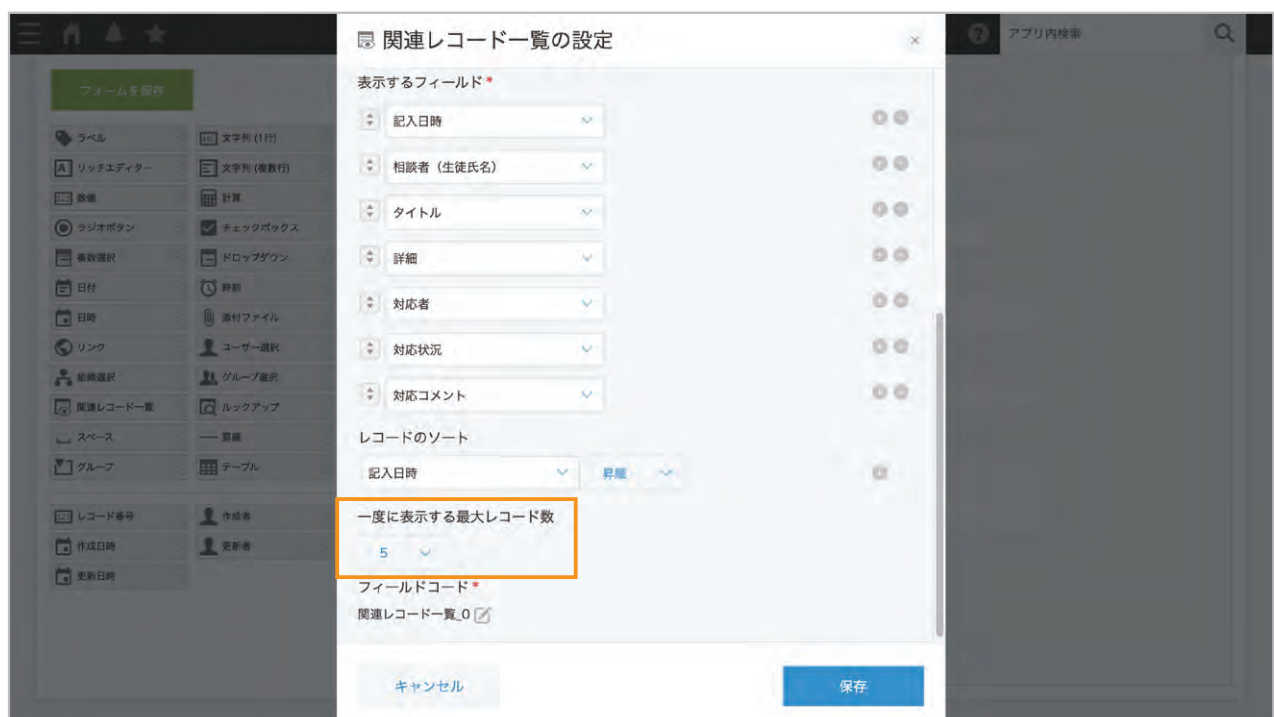 関連レコード一覧の設定
×
アプリ内検索
フォームを保存
ラベル
文字列 (1行)
リッチエディター
文字列 (複数行)
数値
計算
ラジオボタン
チェックボックス
複数選択
ドロップダウン
日付
時刻
日時
添付ファイル
リンク
ユーザー選択
組織選択
グループ選択
関連レコード一覧
ルックアップ
スペース
罫線
グループ
テーブル
レコード番号
作成者
作成日時
更新者
更新日時
表示するフィールド *
記入日時
相談者（生徒氏名）
タイトル
詳細
対応者
対応状況
対応コメント
レコードのソート
記入日時 昇順
一度に表示する最大レコード数
5
フィールドコード *
関連レコード一覧_0
キャンセル
保存